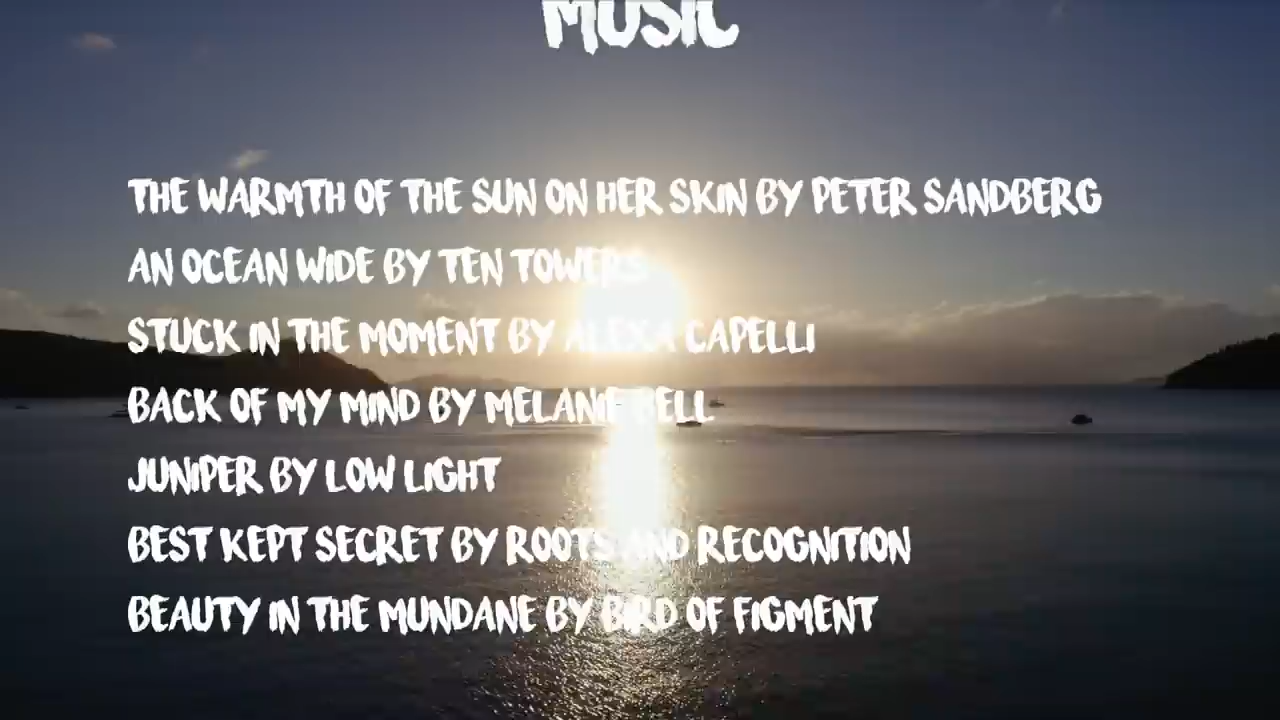 MUSIC
THE WARMTH OF THE SUN ON HER SKIN BY PETER SANDBERG
AN OCEAN WIDE BY TEN TOWERS
STUCK IN THE MOMENT BY ALEXA CAPELLI
BACK OF MY MIND BY MELANIE BELL
JUNIPER BY LOW LIGHT
BEST KEPT SECRET BY ROOTS AND RECOGNITION
BEAUTY IN THE MUNDANE BY BIRD OF FIGMENT